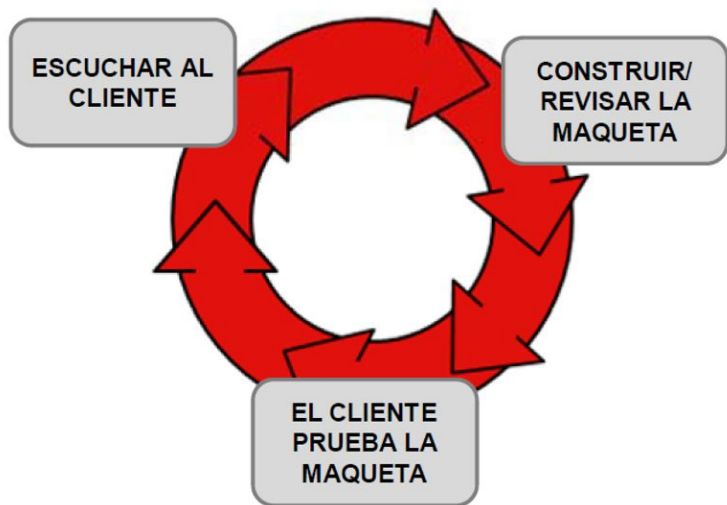 ESCUCHAR AL
CLIENTE
CONSTRUIR/
REVISAR LA
MAQUETA
EL CLIENTE
PRUEBA LA
MAQUETA